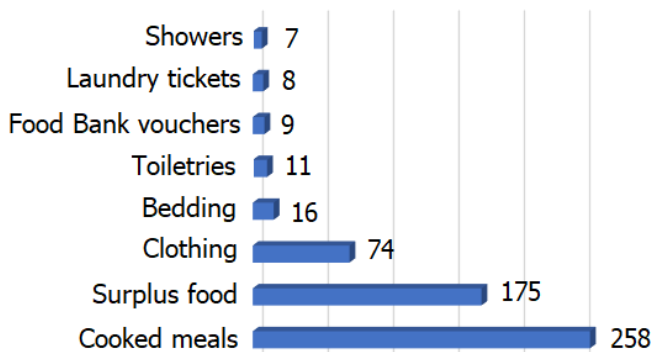 Showers 7
Laundry tickets 8
Food Bank vouchers 9
Toiletries 11
Bedding 16
Clothing 74
Surplus food 175
Cooked meals 258